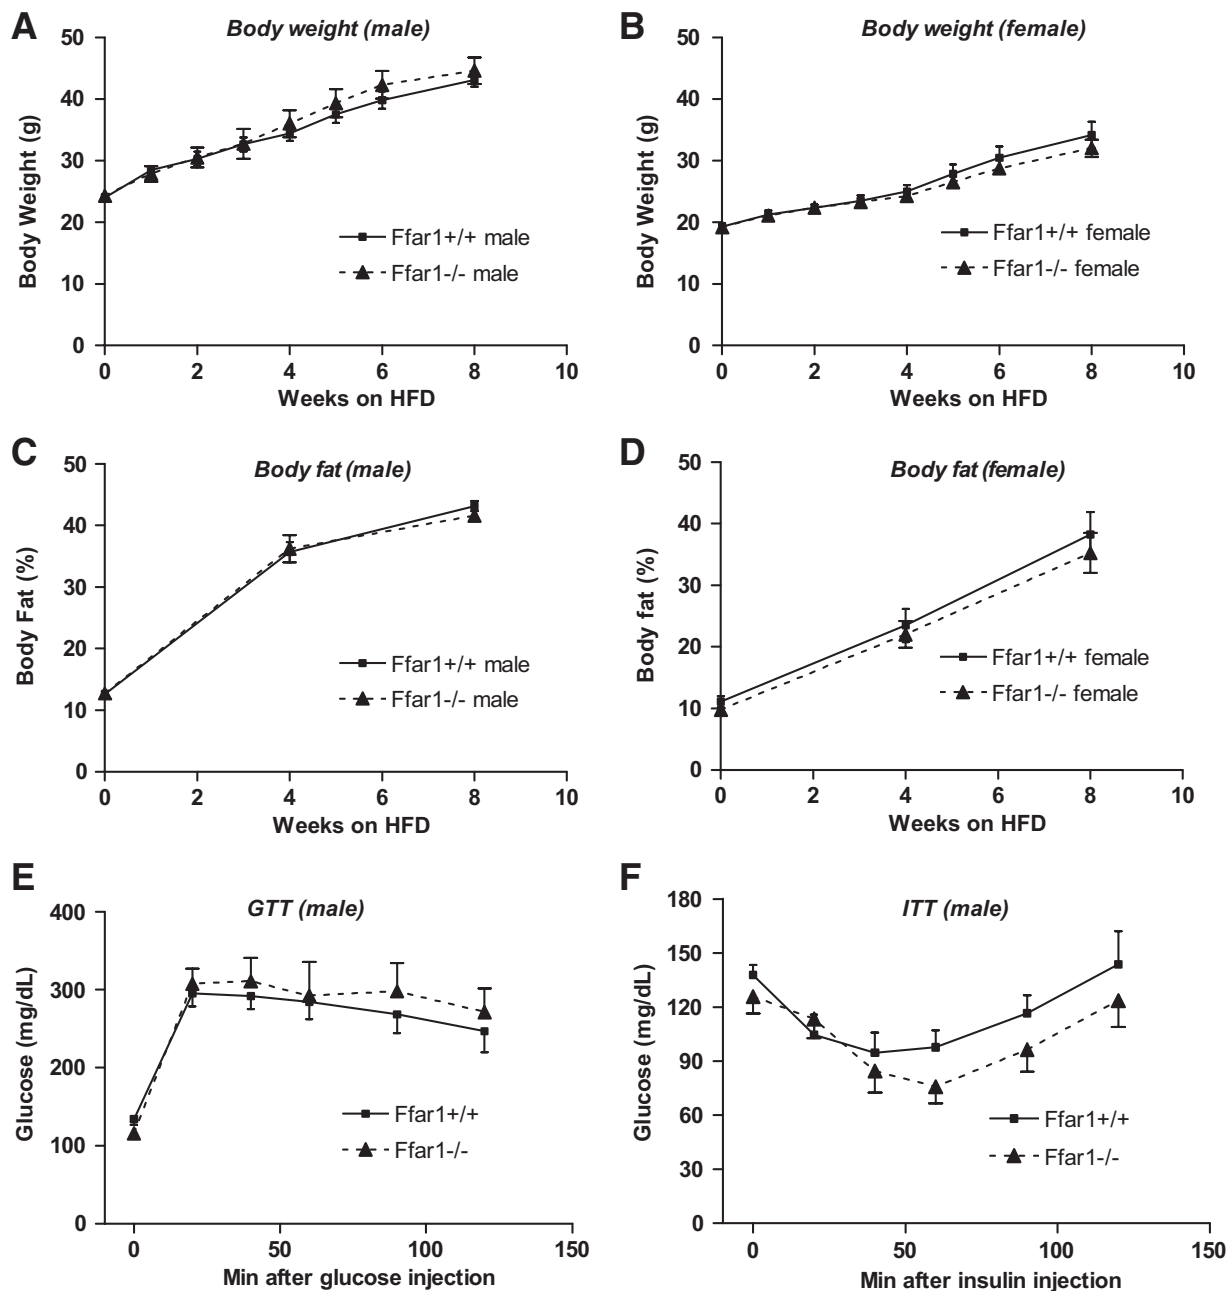 A
Body weight (male)
50
40
30
20
10
0
Body Weight (g)
Ffar1+/+ male
Ffar1-/- male
0 2 4 6 8 10
Weeks on HFD
B
Body weight (female)
50
40
30
20
10
0
Body Weight (g)
Ffar1+/+ female
Ffar1-/- female
0 2 4 6 8 10
Weeks on HFD
C
Body fat (male)
50
40
30
20
10
0
Body Fat (%)
Ffar1+/+ male
Ffar1-/- male
0 2 4 6 8 10
Weeks on HFD
D
Body fat (female)
50
40
30
20
10
0
Body fat (%)
Ffar1+/+ female
Ffar1-/- female
0 2 4 6 8 10
Weeks on HFD
E
GTT (male)
400
300
200
100
0
Glucose (mg/dL)
Ffar1+/+
Ffar1-/-
0 50 100 150
Min after glucose injection
F
ITT (male)
180
150
120
90
60
30
0
Glucose (mg/dL)
Ffar1+/+
Ffar1-/-
0 50 100 150
Min after insulin injection